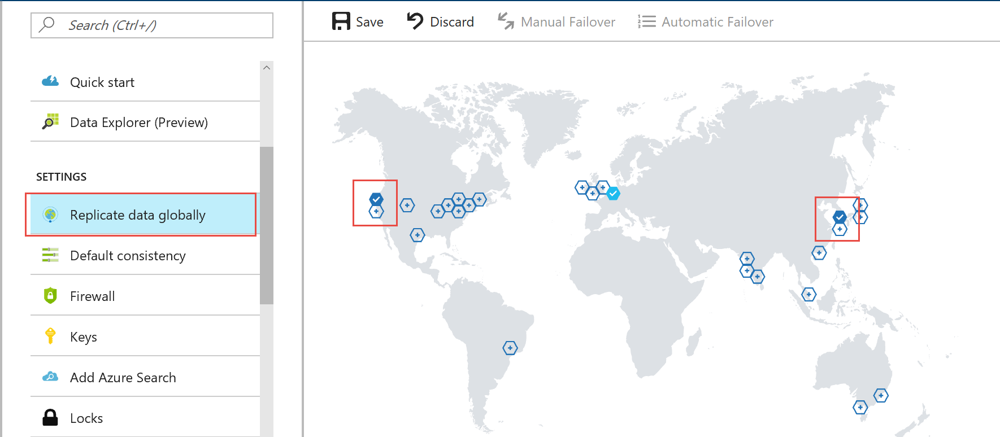 Search (Ctrl+/)
Save
Discard
Manual Failover
Automatic Failover
Quick start
Data Explorer (Preview)
SETTINGS
Replicate data globally
Default consistency
Firewall
Keys
Add Azure Search
Locks